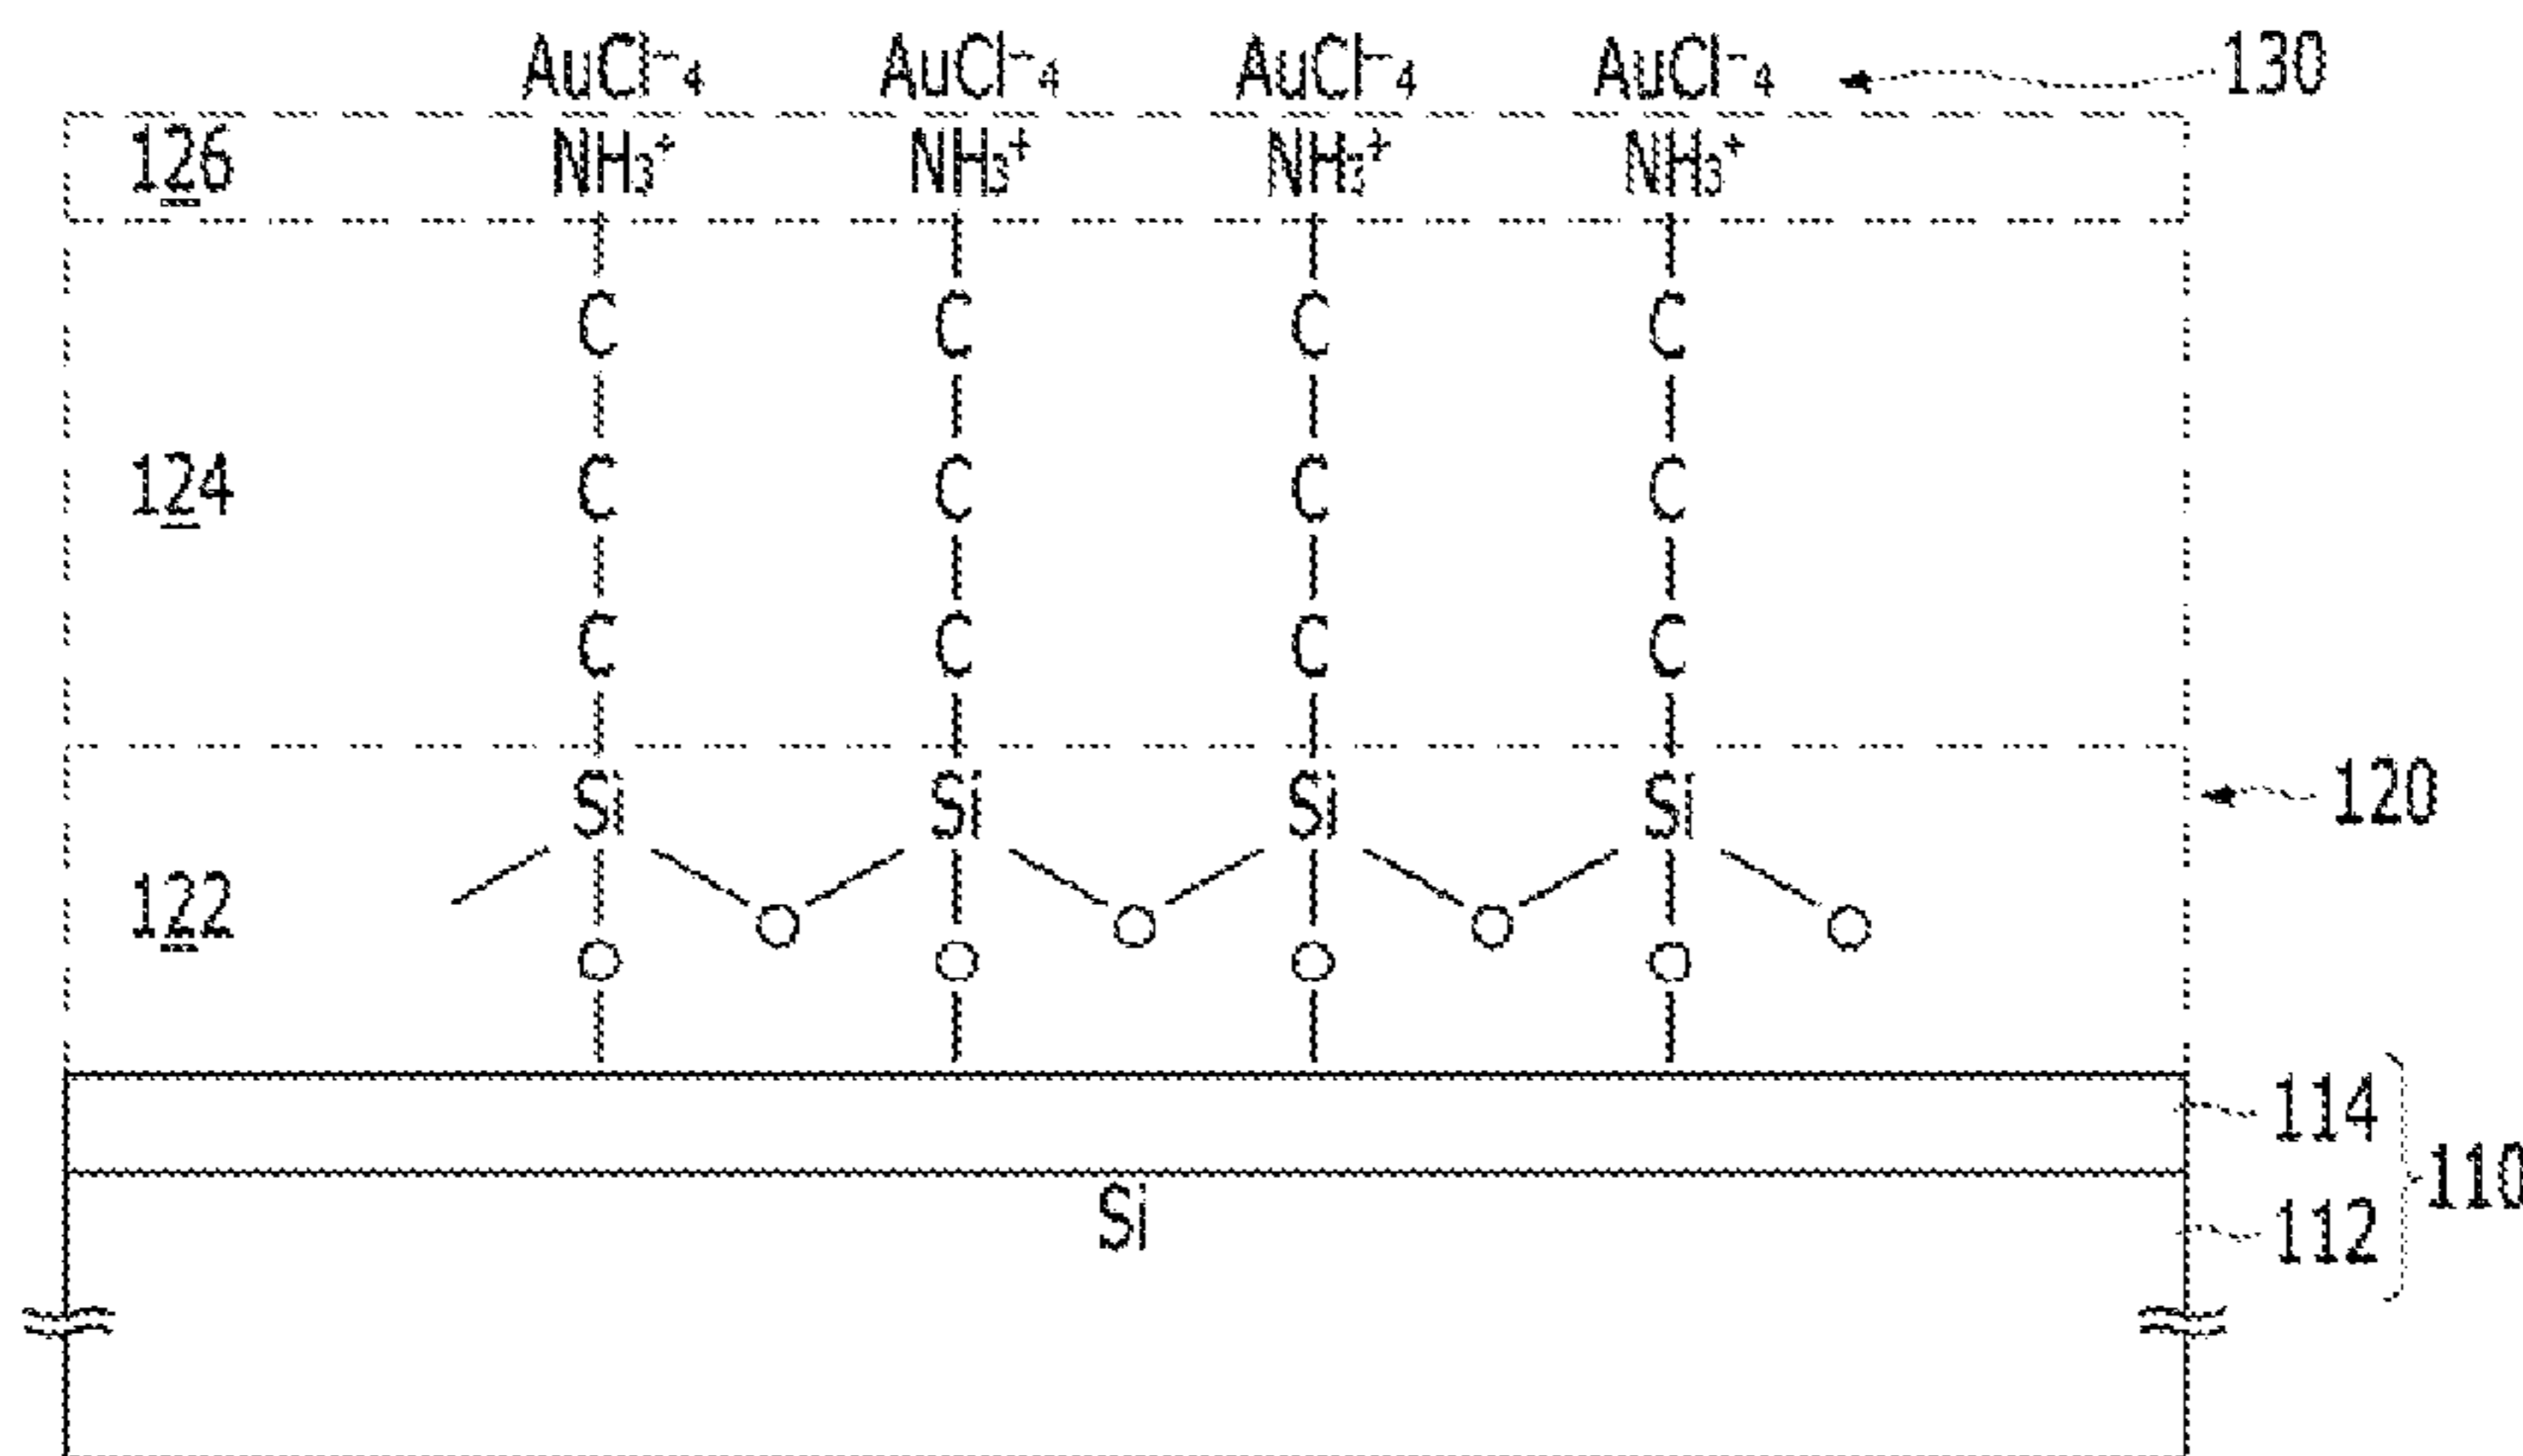 AuCl⁻₄ AuCl⁻₄ AuCl⁻₄ AuCl⁻₄ 130
126 NH₃⁺ NH₃⁺ NH₃⁺ NH₃⁺
C C C C
124 C C C C
C C C C
Si Si Si Si 120
122 O O O O
O O O O
114
110
Si 112